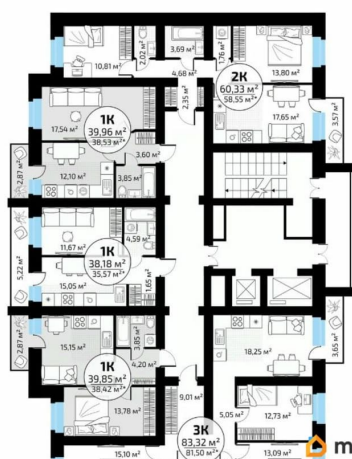 10,81 м²
2,02 м²
3,69 м²
4,68 м²
1,76 м²
13,80 м²
2К
60,33 м²
58,55 м²*
17,65 м²
3,57 м²
2,35 м²
17,54 м²
1К
39,96 м²
38,53 м²*
3,60 м²
12,10 м²
3,85 м²
2,87 м²
11,67 м²
4,59 м²
1К
38,18 м²
35,57 м²*
5,22 м²
15,05 м²
1,65 м²
2,87 м²
15,15 м²
3,85 м²
1К
39,85 м²
38,42 м²*
4,20 м²
18,25 м²
3,65 м²
13,78 м²
9,01 м²
3К
83,32 м²
81,50 м²*
5,05 м²
12,73 м²
15,10 м²
13,09 м²
m